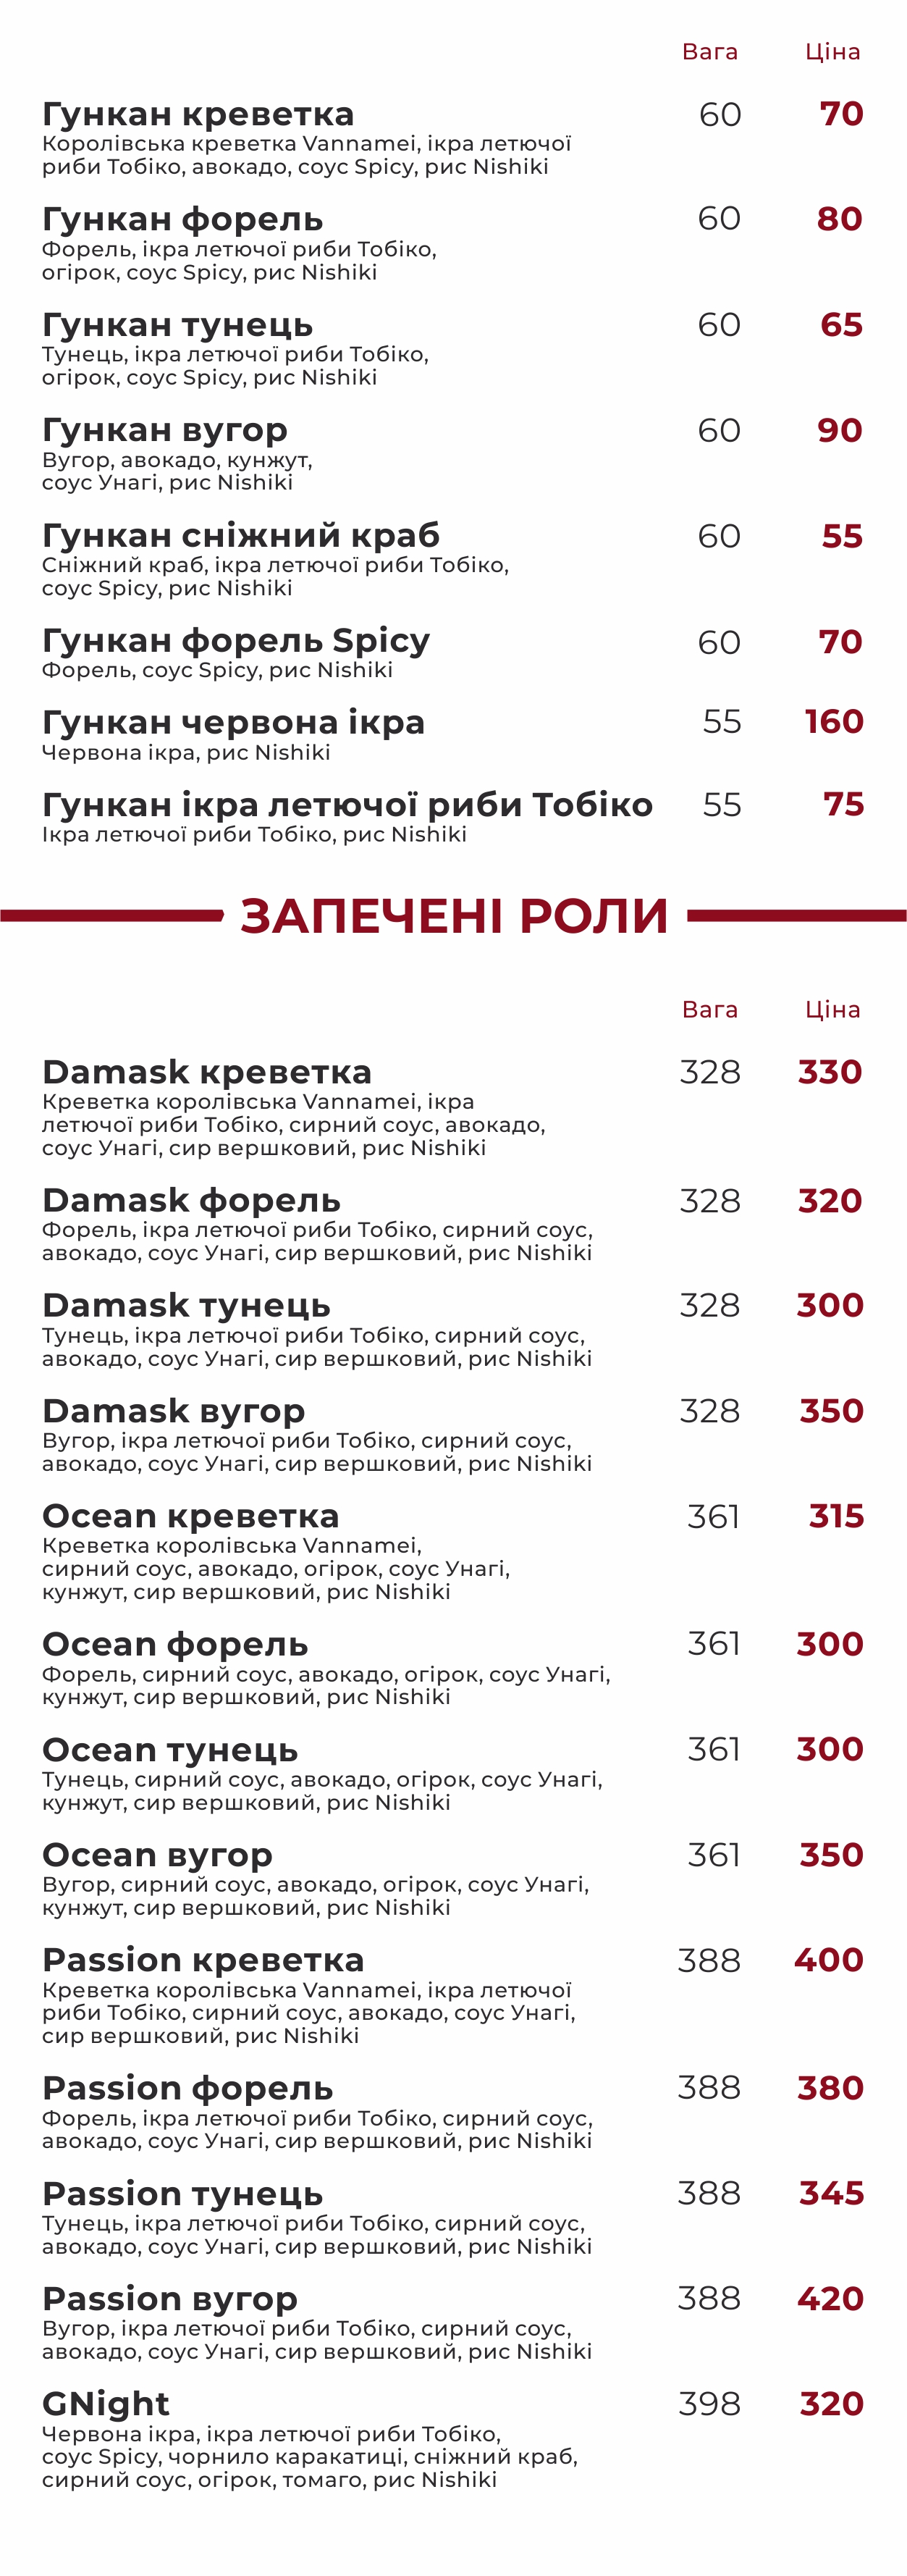 Вага Ціна
Гункан креветка 60 70
Королівська креветка Vannamei, ікра летючої
риби Тобіко, авокадо, соус Spicy, рис Nishiki
Гункан форель 60 80
Форель, ікра летючої риби Тобіко,
огірок, соус Spicy, рис Nishiki
Гункан тунець 60 65
Тунець, ікра летючої риби Тобіко,
огірок, соус Spicy, рис Nishiki
Гункан вугор 60 90
Вугор, авокадо, кунжут,
соус Унагі, рис Nishiki
Гункан сніжний краб 60 55
Сніжний краб, ікра летючої риби Тобіко,
соус Spicy, рис Nishiki
Гункан форель Spicy 60 70
Форель, соус Spicy, рис Nishiki
Гункан червона ікра 55 160
Червона ікра, рис Nishiki
Гункан ікра летючої риби Тобіко 55 75
Ікра летючої риби Тобіко, рис Nishiki
ЗАПЕЧЕНІ РОЛИ
Вага Ціна
Damask креветка 328 330
Креветка королівська Vannamei, ікра
летючої риби Тобіко, сирний соус, авокадо,
соус Унагі, сир вершковий, рис Nishiki
Damask форель 328 320
Форель, ікра летючої риби Тобіко, сирний соус,
авокадо, соус Унагі, сир вершковий, рис Nishiki
Damask тунець 328 300
Тунець, ікра летючої риби Тобіко, сирний соус,
авокадо, соус Унагі, сир вершковий, рис Nishiki
Damask вугор 328 350
Вугор, ікра летючої риби Тобіко, сирний соус,
авокадо, соус Унагі, сир вершковий, рис Nishiki
Ocean креветка 361 315
Креветка королівська Vannamei,
сирний соус, авокадо, огірок, соус Унагі,
кунжут, сир вершковий, рис Nishiki
Ocean форель 361 300
Форель, сирний соус, авокадо, огірок, соус Унагі,
кунжут, сир вершковий, рис Nishiki
Ocean тунець 361 300
Тунець, сирний соус, авокадо, огірок, соус Унагі,
кунжут, сир вершковий, рис Nishiki
Ocean вугор 361 350
Вугор, сирний соус, авокадо, огірок, соус Унагі,
кунжут, сир вершковий, рис Nishiki
Passion креветка 388 400
Креветка королівська Vannamei, ікра летючої
риби Тобіко, сирний соус, авокадо, соус Унагі,
сир вершковий, рис Nishiki
Passion форель 388 380
Форель, ікра летючої риби Тобіко, сирний соус,
авокадо, соус Унагі, сир вершковий, рис Nishiki
Passion тунець 388 345
Тунець, ікра летючої риби Тобіко, сирний соус,
авокадо, соус Унагі, сир вершковий, рис Nishiki
Passion вугор 388 420
Вугор, ікра летючої риби Тобіко, сирний соус,
авокадо, соус Унагі, сир вершковий, рис Nishiki
GNight 398 320
Червона ікра, ікра летючої риби Тобіко,
соус Spicy, чорнило каракатиці, сніжний краб,
сирний соус, огірок, томаго, рис Nishiki